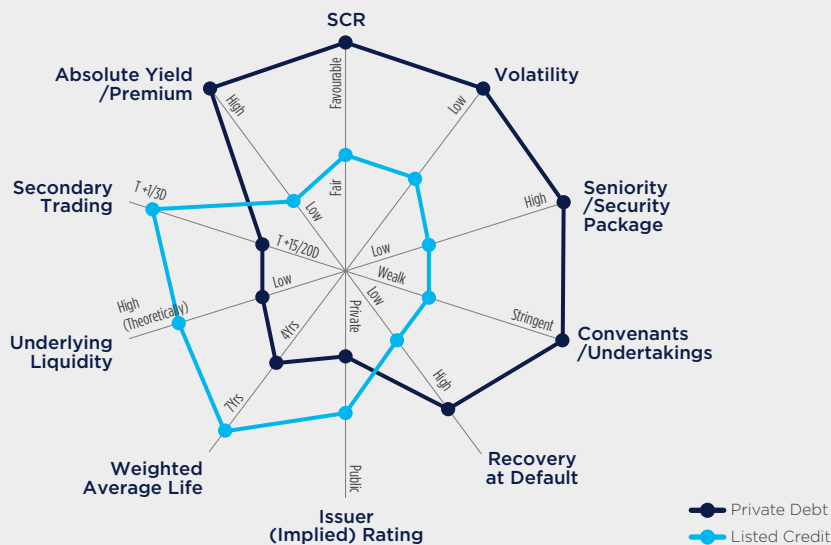 SCR
Absolute Yield
/Premium
Volatility
High
Favourable
Low
Secondary
Trading
T +1/3D
Low
Fair
High
Seniority
/Security
Package
T +15/20D
Low
Low
Wealk
High
(Theoretically)
Stringent
Underlying
Liquidity
Low
Private
4Yrs
Convenants
/Undertakings
High
7Yrs
Weighted
Average Life
Public
Recovery
at Default
Issuer
(Implied) Rating
Private Debt
Listed Credit